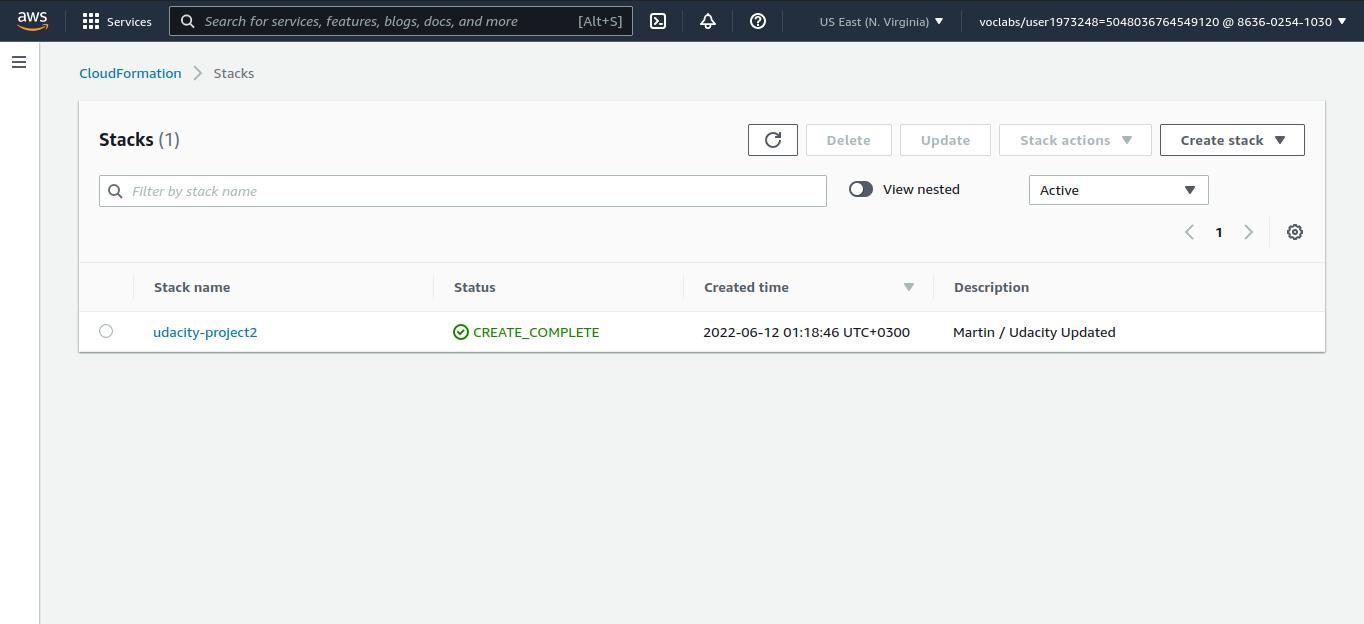 aws Services Search for services, features, blogs, docs, and more [Alt+S] US East (N. Virginia) voclabs/user1973248=5048036764549120 @ 8636-0254-1030
CloudFormation Stacks
Stacks (1) Delete Update Stack actions Create stack
Filter by stack name View nested Active
1
Stack name Status Created time Description
udacity-project2 CREATE_COMPLETE 2022-06-12 01:18:46 UTC+0300 Martin / Udacity Updated